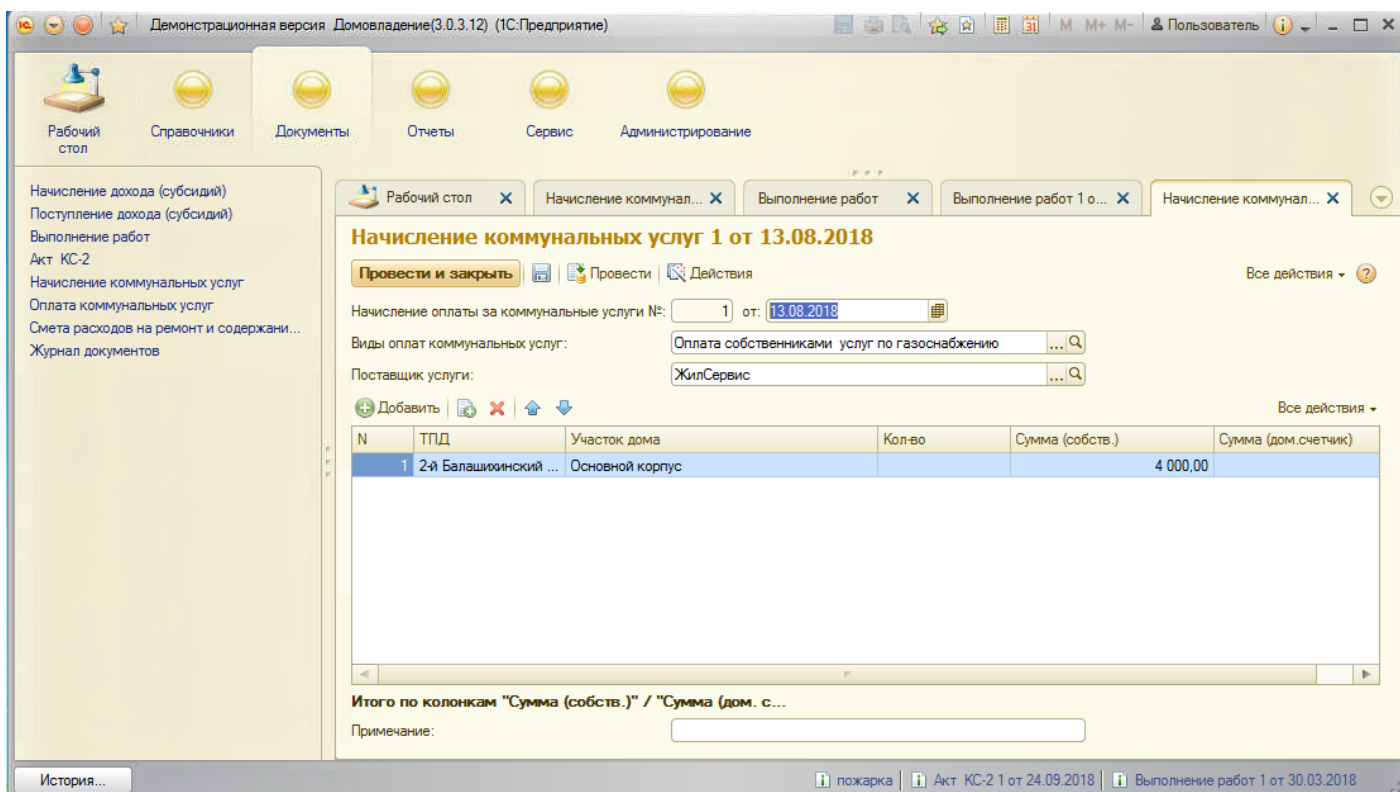 Демонстрационная версия Домовладение(3.0.3.12) (1С:Предприятие)
M M+ M- Пользователь
Рабочий стол
Справочники
Документы
Отчеты
Сервис
Администрирование
Начисление дохода (субсидий)
Поступление дохода (субсидий)
Выполнение работ
Акт КС-2
Начисление коммунальных услуг
Оплата коммунальных услуг
Смета расходов на ремонт и содержани...
Журнал документов
Рабочий стол
Начисление коммунал...
Выполнение работ
Выполнение работ 1 о...
Начисление коммунал...
Начисление коммунальных услуг 1 от 13.08.2018
Провести и закрыть Провести Действия Все действия
Начисление оплаты за коммунальные услуги №: 1 от: 13.08.2018
Виды оплат коммунальных услуг: Оплата собственниками услуг по газоснабжению ...
Поставщик услуги: ЖилСервис ...
Добавить Все действия
N ТПД Участок дома Кол-во Сумма (собств.) Сумма (дом.счетчик)
1 2-й Балашихинский ... Основной корпус 4 000,00
Итого по колонкам "Сумма (собств.)" / "Сумма (дом. с...
Примечание:
История... пожарка Акт КС-2 1 от 24.09.2018 Выполнение работ 1 от 30.03.2018